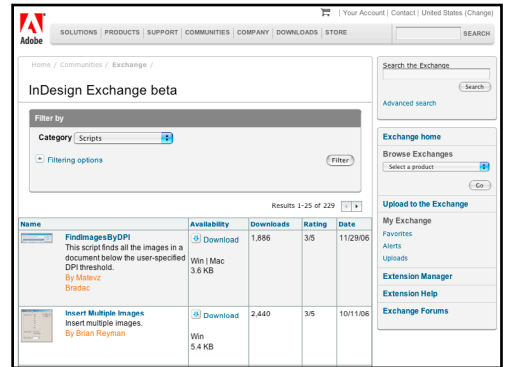 Your Account | Contact | United States (Change)
Adobe
SOLUTIONS PRODUCTS SUPPORT COMMUNITIES COMPANY DOWNLOADS STORE
SEARCH
Home / Communities / Exchange /
InDesign Exchange beta
Filter by
Category Scripts
+ Filtering options
Filter
Results 1-25 of 229
Name Availability Downloads Rating Date
FindImagesByDPI
This script finds all the images in a
document below the user-specified
DPI threshold.
By Matevz
Bradac
Download
Win | Mac
3.6 KB
1,886
3/5
11/29/06
Insert Multiple Images
Insert multiple images.
By Brian Reyman
Download
Win
5.4 KB
2,440
3/5
10/11/06
Search the Exchange
Search
Advanced search
Exchange home
Browse Exchanges
Select a product
Go
Upload to the Exchange
My Exchange
Favorites
Alerts
Uploads
Extension Manager
Extension Help
Exchange Forums